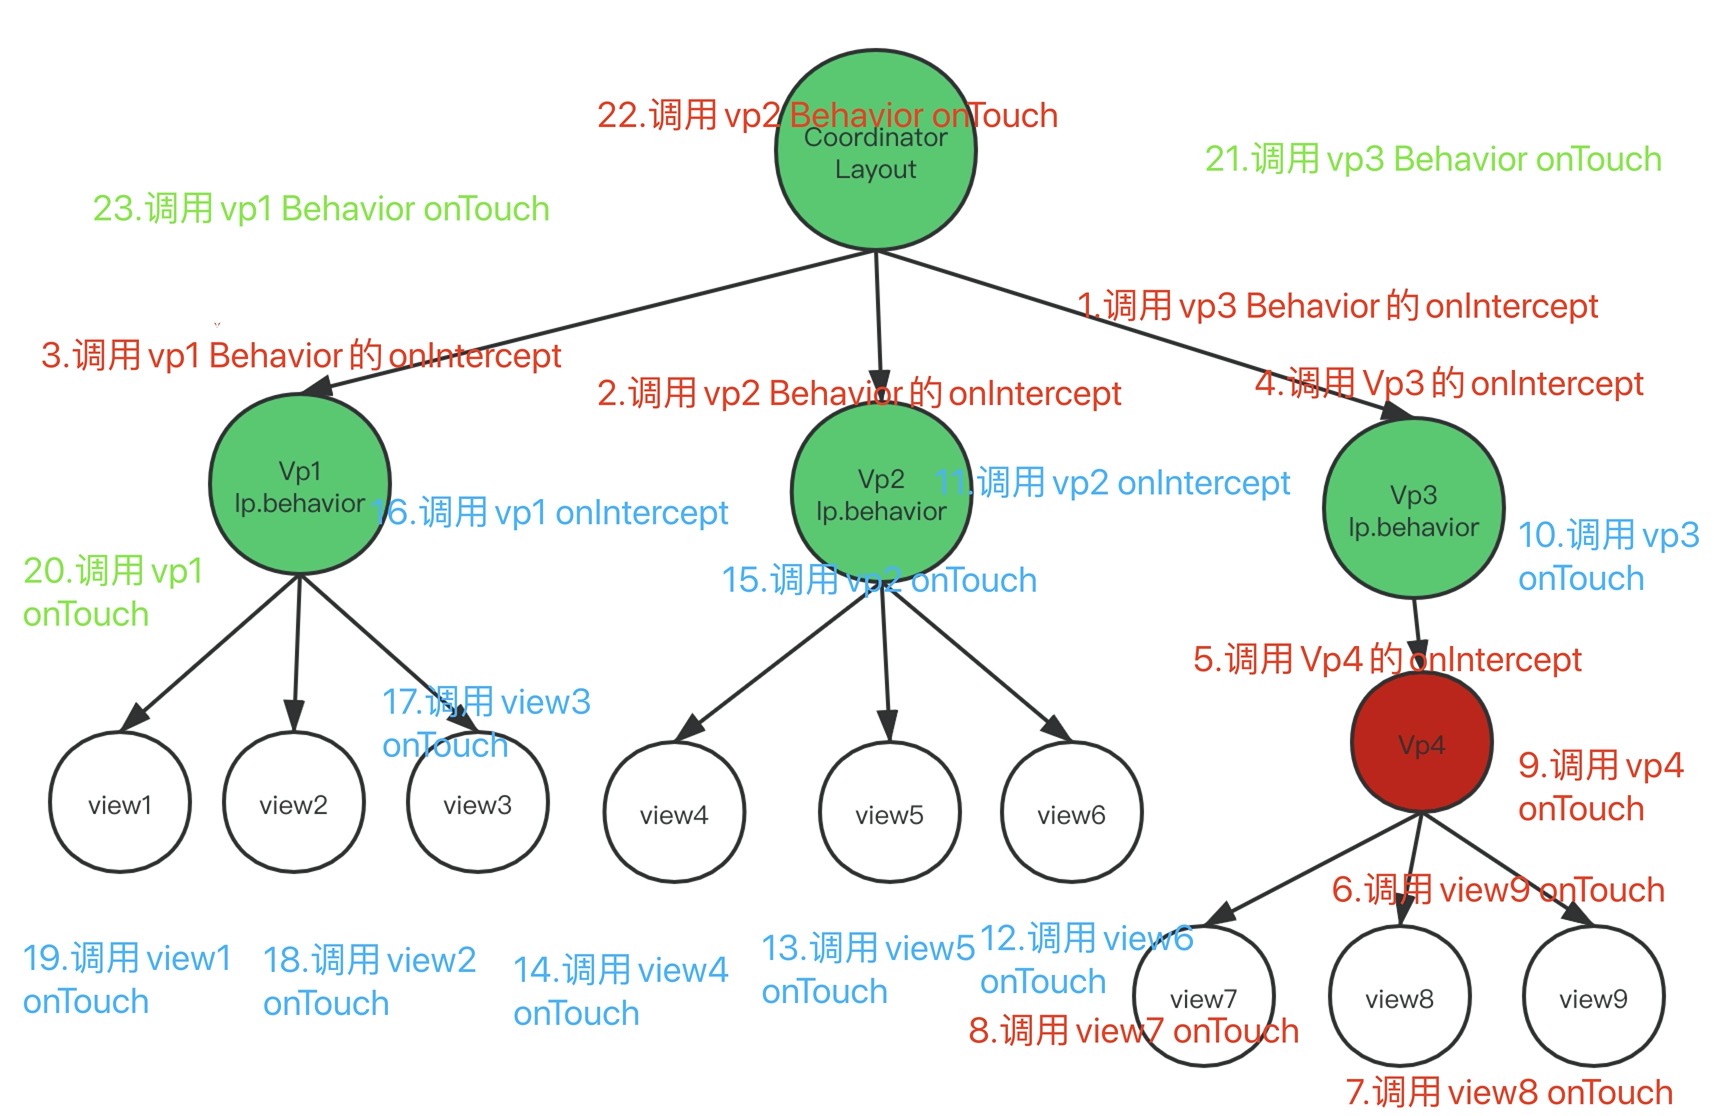 22.调用 vp2 Behavior onTouch
Coordinator
Layout
21.调用 vp3 Behavior onTouch
23.调用 vp1 Behavior onTouch
1.调用 vp3 Behavior 的 onIntercept
3.调用 vp1 Behavior 的 onIntercept
2.调用 vp2 Behavior 的 onIntercept
4.调用 Vp3 的 onIntercept
Vp1
lp.behavior
16.调用 vp1 onIntercept
Vp2
lp.behavior
11.调用 vp2 onIntercept
Vp3
lp.behavior
10.调用 vp3
onTouch
20.调用 vp1
onTouch
15.调用 vp2 onTouch
5.调用 Vp4 的 onIntercept
17.调用 view3
onTouch
Vp4
9.调用 vp4
onTouch
view1
view2
view3
view4
view5
view6
6.调用 view9 onTouch
19.调用 view1
onTouch
18.调用 view2
onTouch
14.调用 view4
onTouch
13.调用 view5
onTouch
12.调用 view6
onTouch
view7
view8
view9
8.调用 view7 onTouch
7.调用 view8 onTouch